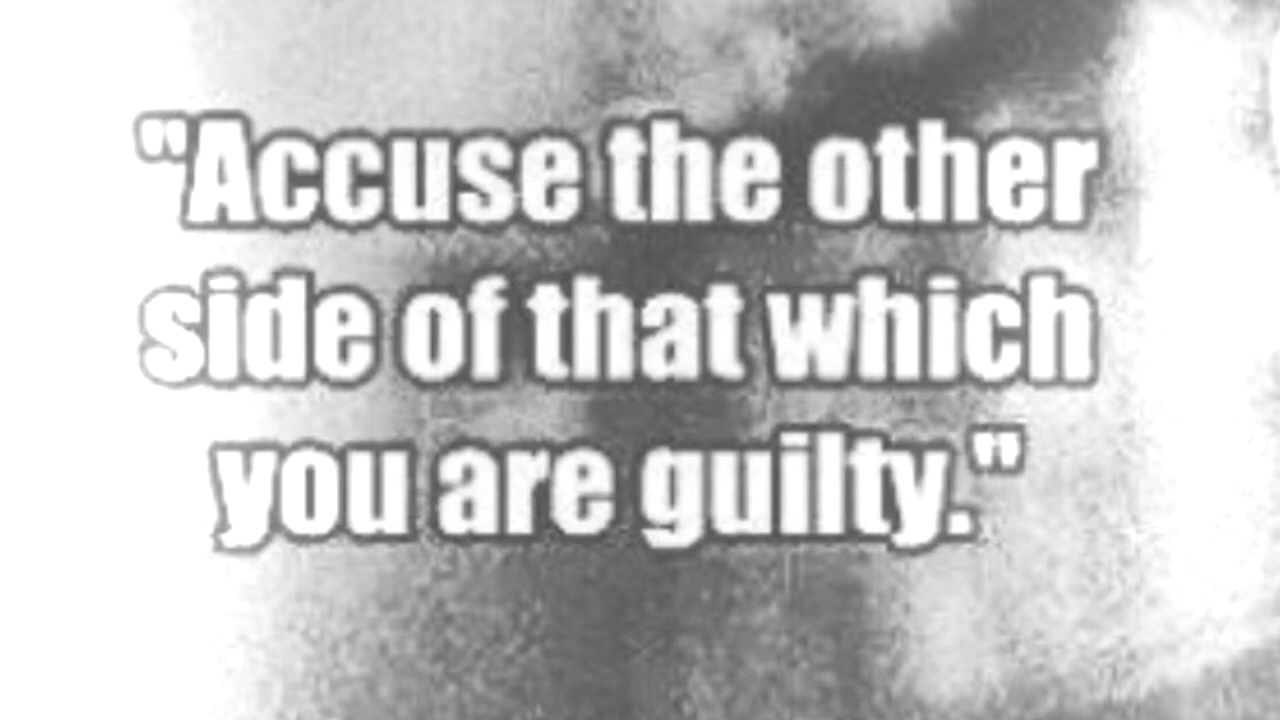 "Accuse the other
side of that which
you are guilty."